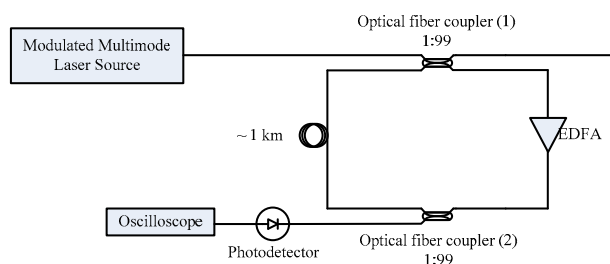 Optical fiber coupler (1)
1:99
Modulated Multimode
Laser Source
~ 1 km
EDFA
Oscilloscope
Photodetector
Optical fiber coupler (2)
1:99